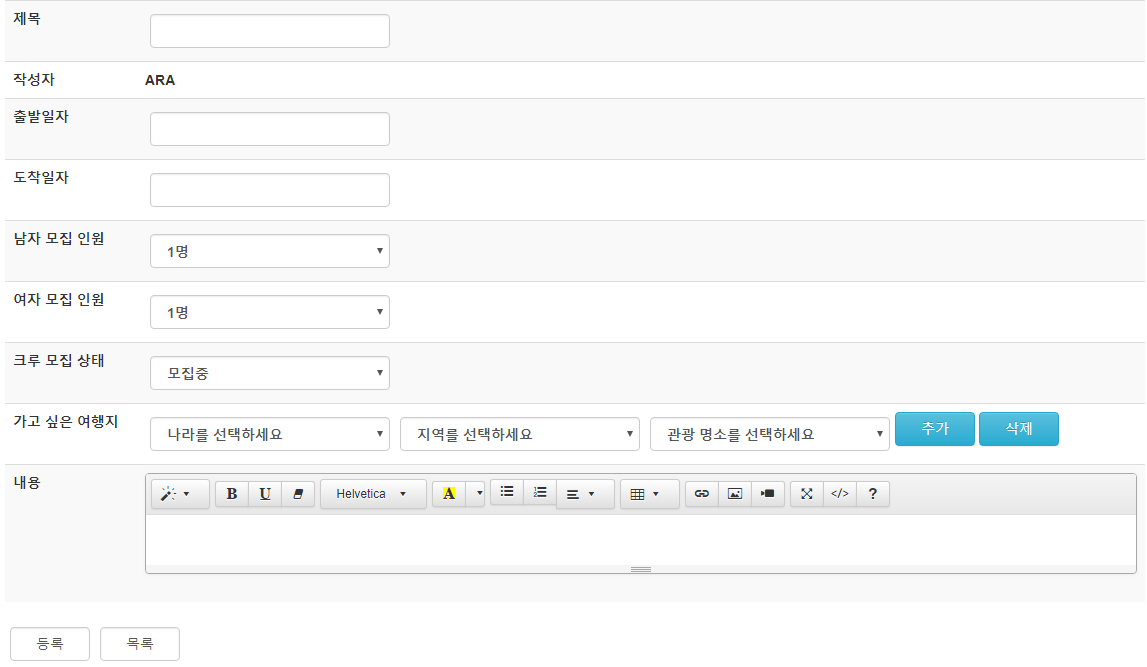 제목
작성자 ARA
출발일자
도착일자
남자 모집 인원 1명
여자 모집 인원 1명
크루 모집 상태 모집중
가고 싶은 여행지 나라를 선택하세요 지역를 선택하세요 관광 명소를 선택하세요 추가 삭제
내용 B U Helvetica A </> ?
등록 목록